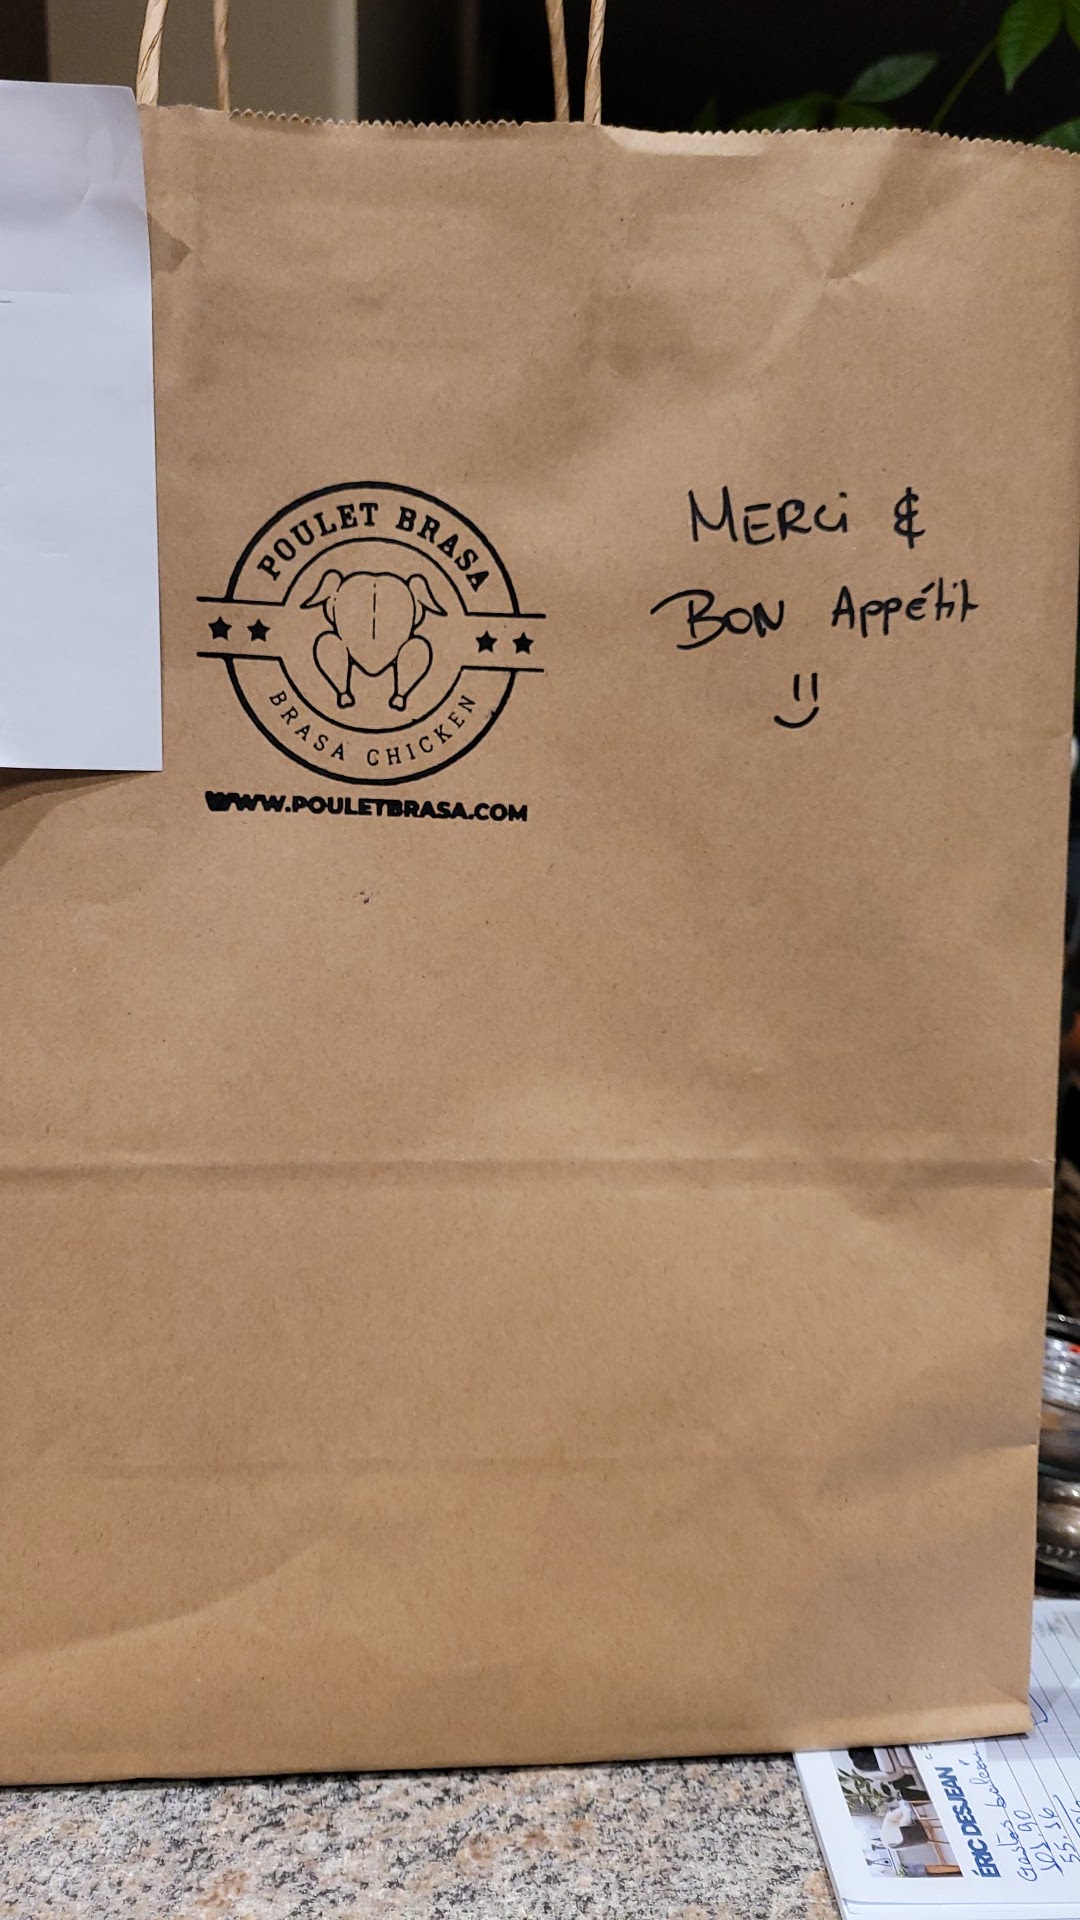 POULET BRASA
BRASA CHICKEN
WWW.POULETBRASA.COM
MERCi &
BON Appétit
ÉRIC DESJEAN